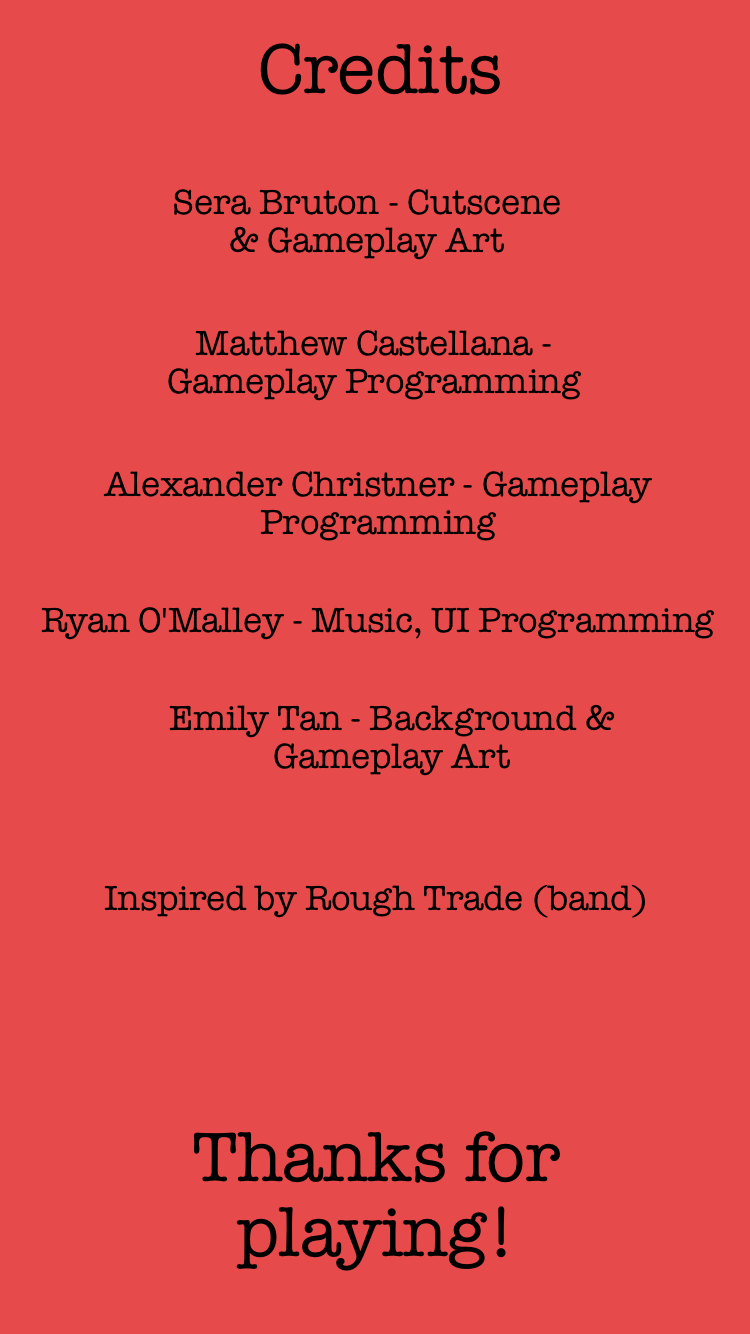 Credits
Sera Bruton - Cutscene
& Gameplay Art
Matthew Castellana -
Gameplay Programming
Alexander Christner - Gameplay
Programming
Ryan O'Malley - Music, UI Programming
Emily Tan - Background &
Gameplay Art
Inspired by Rough Trade (band)
Thanks for
playing!